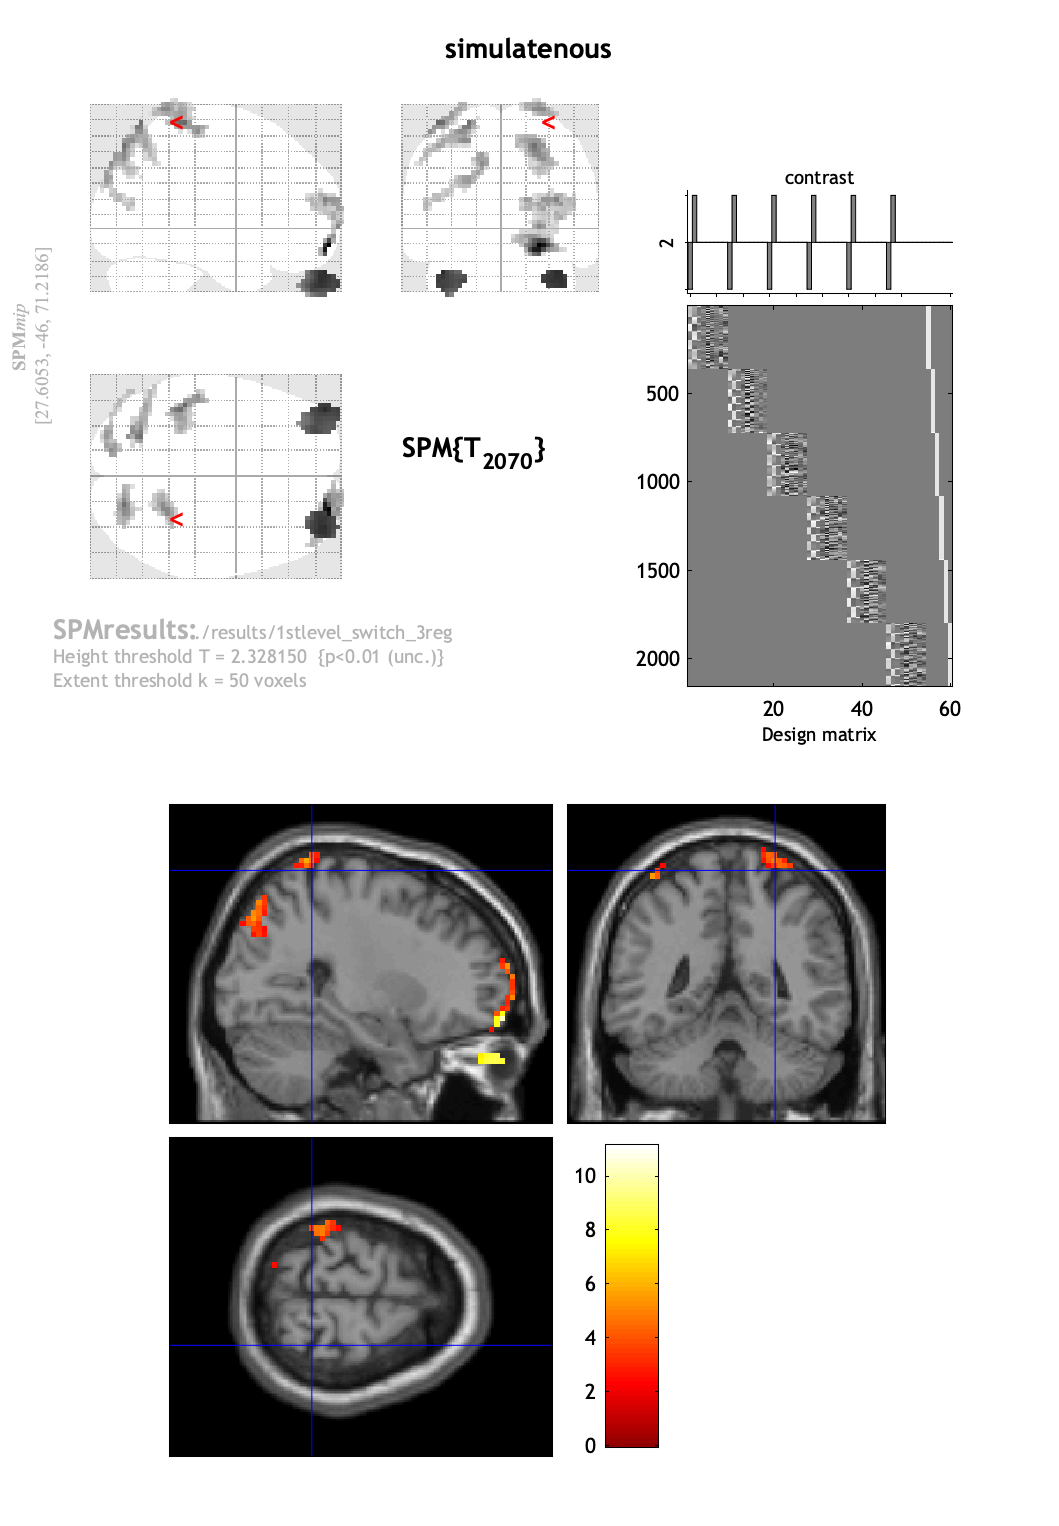 simulatenous
<
<
SPMmip
[27.6053, -46, 71.2186]
<
SPM{T2070}
contrast
2
500
1000
1500
2000
20 40 60
Design matrix
SPMresults:./results/1stlevel_switch_3reg
Height threshold T = 2.328150 {p<0.01 (unc.)}
Extent threshold k = 50 voxels
10
8
6
4
2
0